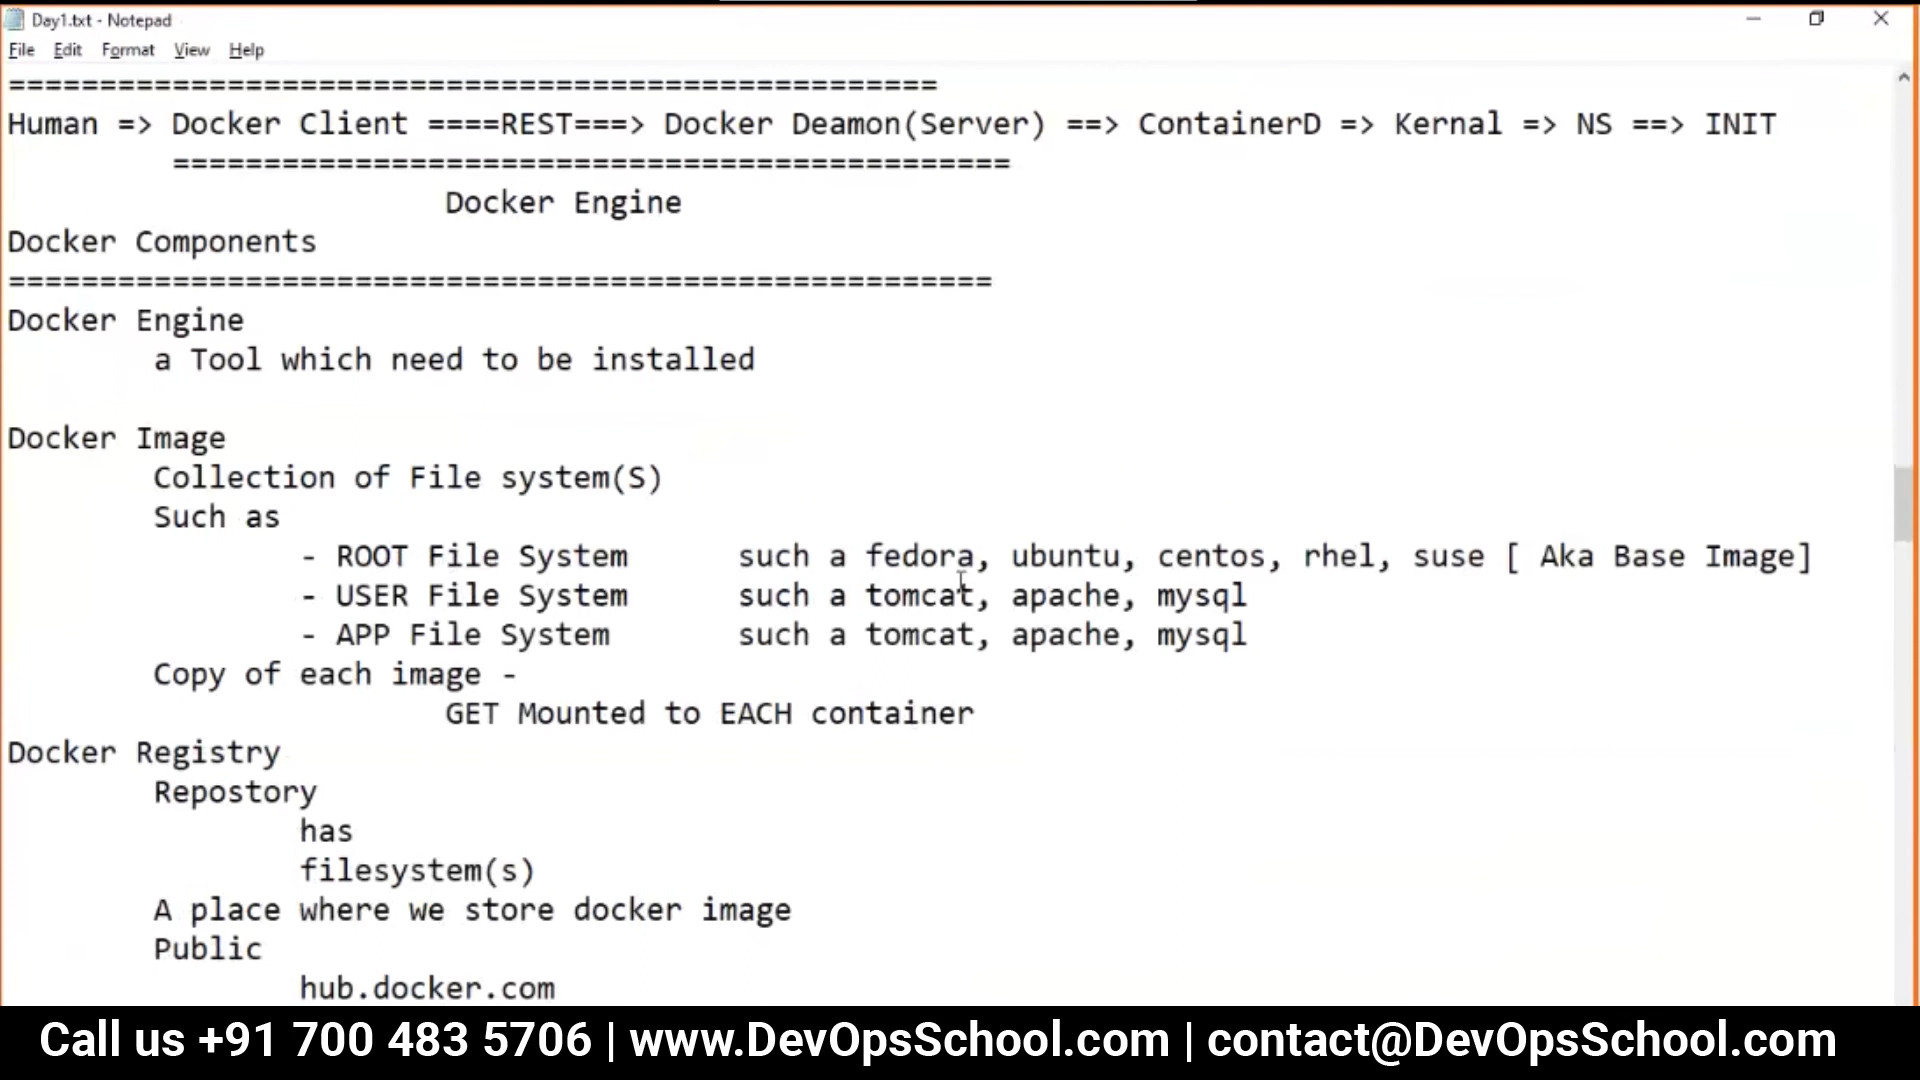 Day1.txt - Notepad
File Edit Format View Help
===================================================
Human => Docker Client ====REST===> Docker Deamon(Server) ==> ContainerD => Kernal => NS ==> INIT
==============================================
Docker Engine
Docker Components
======================================================
Docker Engine
a Tool which need to be installed
Docker Image
Collection of File system(S)
Such as
- ROOT File System such a fedora, ubuntu, centos, rhel, suse [ Aka Base Image]
- USER File System such a tomcat, apache, mysql
- APP File System such a tomcat, apache, mysql
Copy of each image -
GET Mounted to EACH container
Docker Registry
Repostory
has
filesystem(s)
A place where we store docker image
Public
hub.docker.com
Call us +91 700 483 5706 | www.DevOpsSchool.com | contact@DevOpsSchool.com